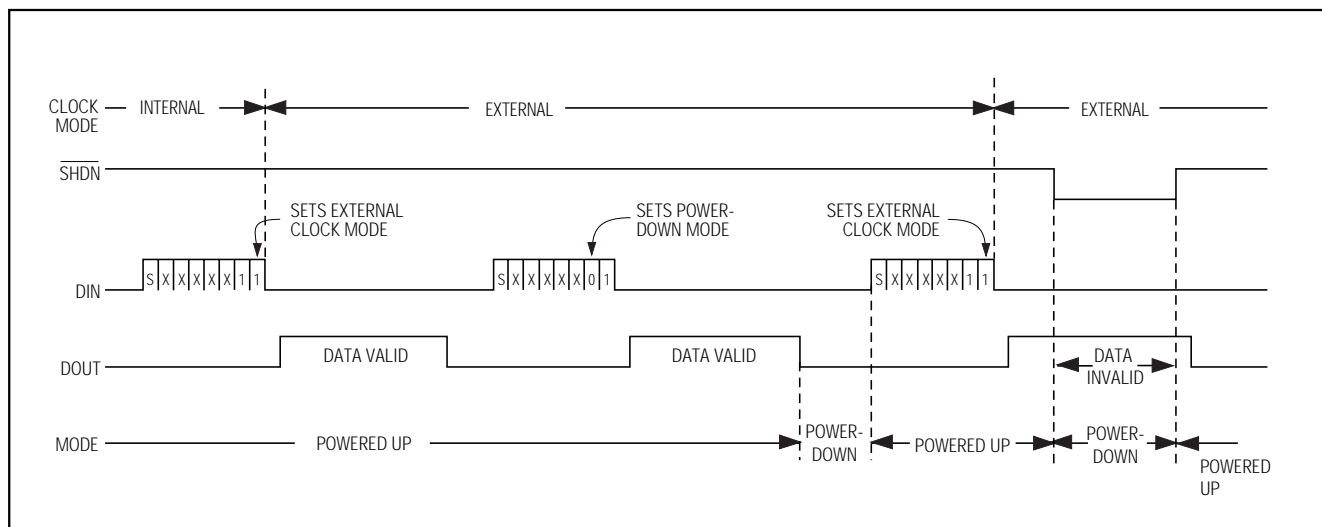 CLOCK MODE
INTERNAL
EXTERNAL
EXTERNAL
SHDN
SETS EXTERNAL
CLOCK MODE
SETS POWER-
DOWN MODE
SETS EXTERNAL
CLOCK MODE
DIN
S X X X X X 1 1
S X X X X X 0 1
S X X X X X 1 1
DOUT
DATA VALID
DATA VALID
DATA
INVALID
MODE
POWERED UP
POWER-
DOWN
POWERED UP
POWER-
DOWN
POWERED
UP